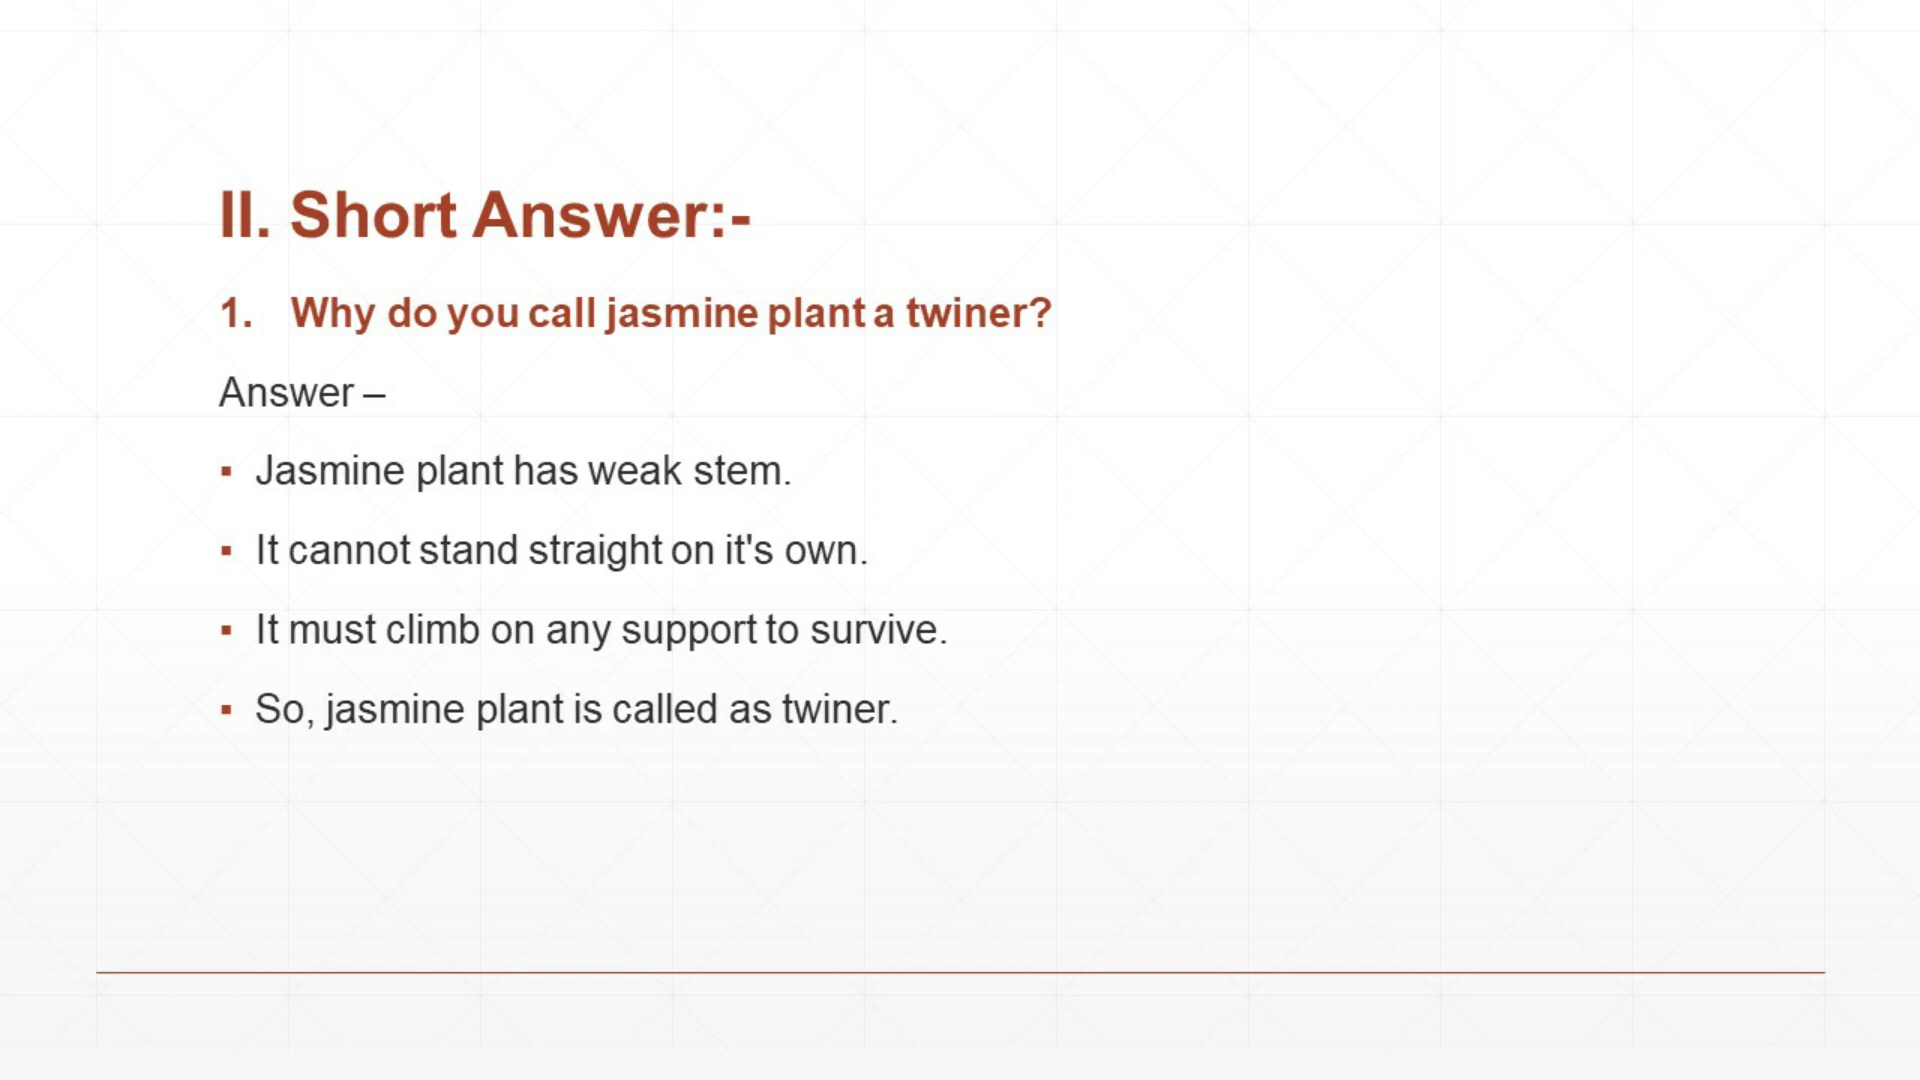 II. Short Answer:-
1. Why do you call jasmine plant a twiner?
Answer –
▪ Jasmine plant has weak stem.
▪ It cannot stand straight on it's own.
▪ It must climb on any support to survive.
▪ So, jasmine plant is called as twiner.